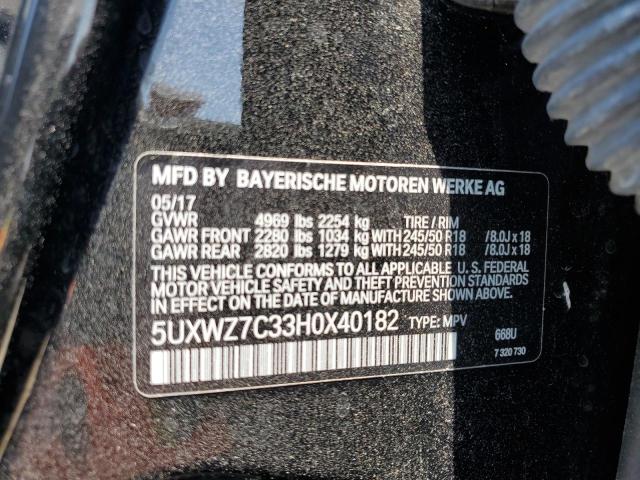 MFD BY BAYERISCHE MOTOREN WERKE AG
05/17
GVWR 4969 lbs 2254 kg TIRE / RIM
GAWR FRONT 2280 lbs 1034 kg WITH 245/50 R18 /8.0J x 18
GAWR REAR 2820 lbs 1279 kg WITH 245/50 R18 /8.0J x 18
THIS VEHICLE CONFORMS TO ALL APPLICABLE U. S. FEDERAL
MOTOR VEHICLE SAFETY AND THEFT PREVENTION STANDARDS
IN EFFECT ON THE DATE OF MANUFACTURE SHOWN ABOVE.
5UXWZ7C33H0X40182 TYPE: MPV
668U
7 320 730